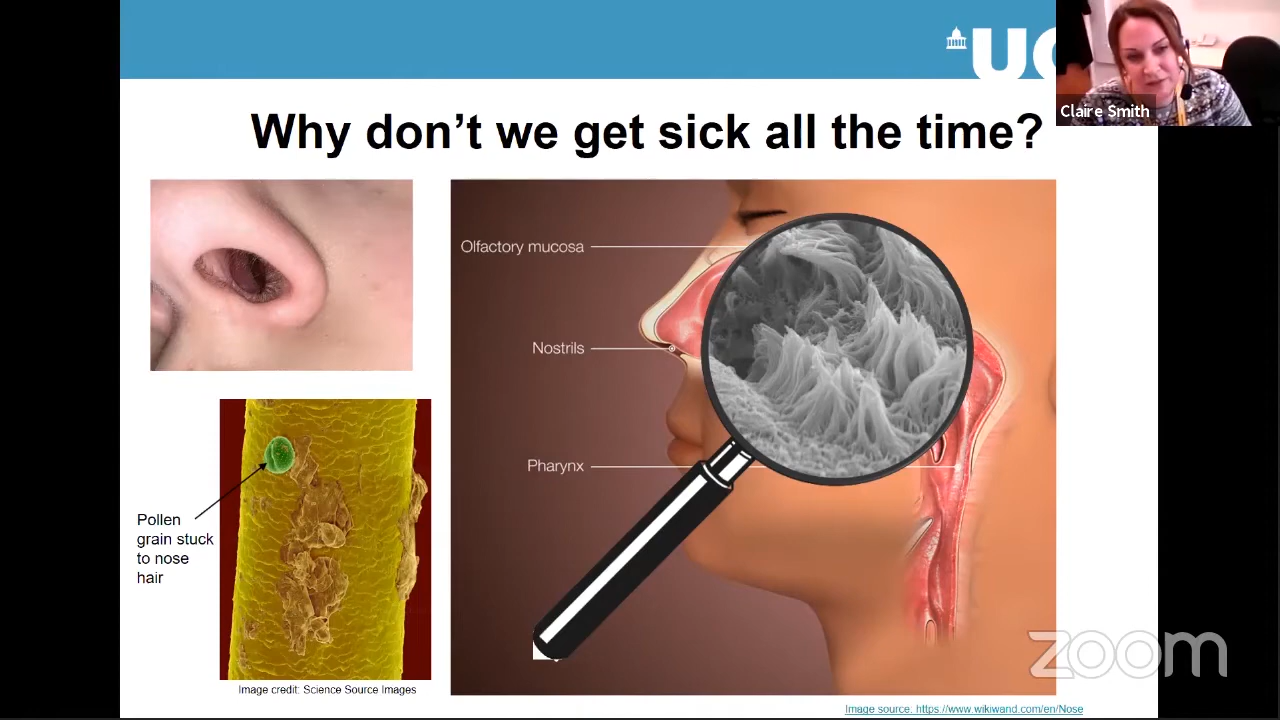 UC
Claire Smith
Why don't we get sick all the time?
Olfactory mucosa
Nostrils
Pharynx
Pollen
grain stuck
to nose
hair
Image credit: Science Source Images
zoom
Image source: https://www.wikiwand.com/en/Nose